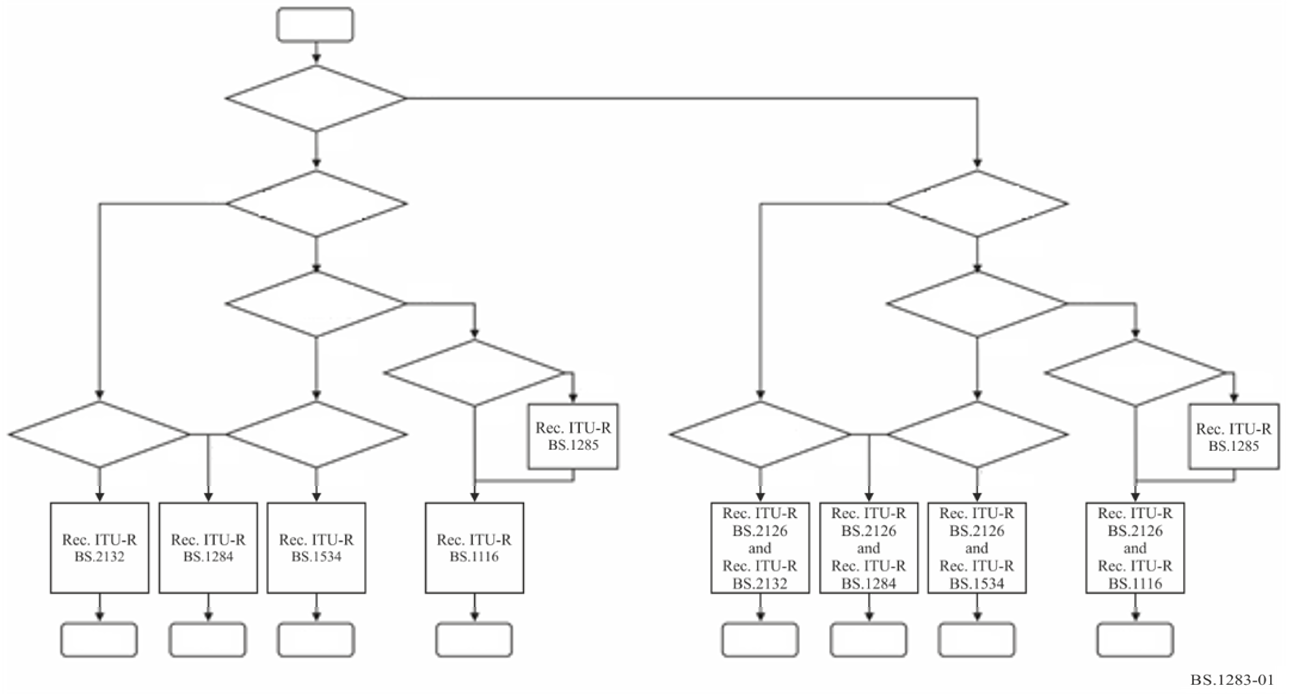 Rec. ITU-R
BS.1285
Rec. ITU-R
BS.1285
Rec. ITU-R
BS.2132
Rec. ITU-R
BS.1284
Rec. ITU-R
BS.1534
Rec. ITU-R
BS.1116
Rec. ITU-R
BS.2126
and
Rec. ITU-R
BS.2132
Rec. ITU-R
BS.2126
and
Rec. ITU-R
BS.1284
Rec. ITU-R
BS.2126
and
Rec. ITU-R
BS.1534
Rec. ITU-R
BS.2126
and
Rec. ITU-R
BS.1116
BS.1283-01